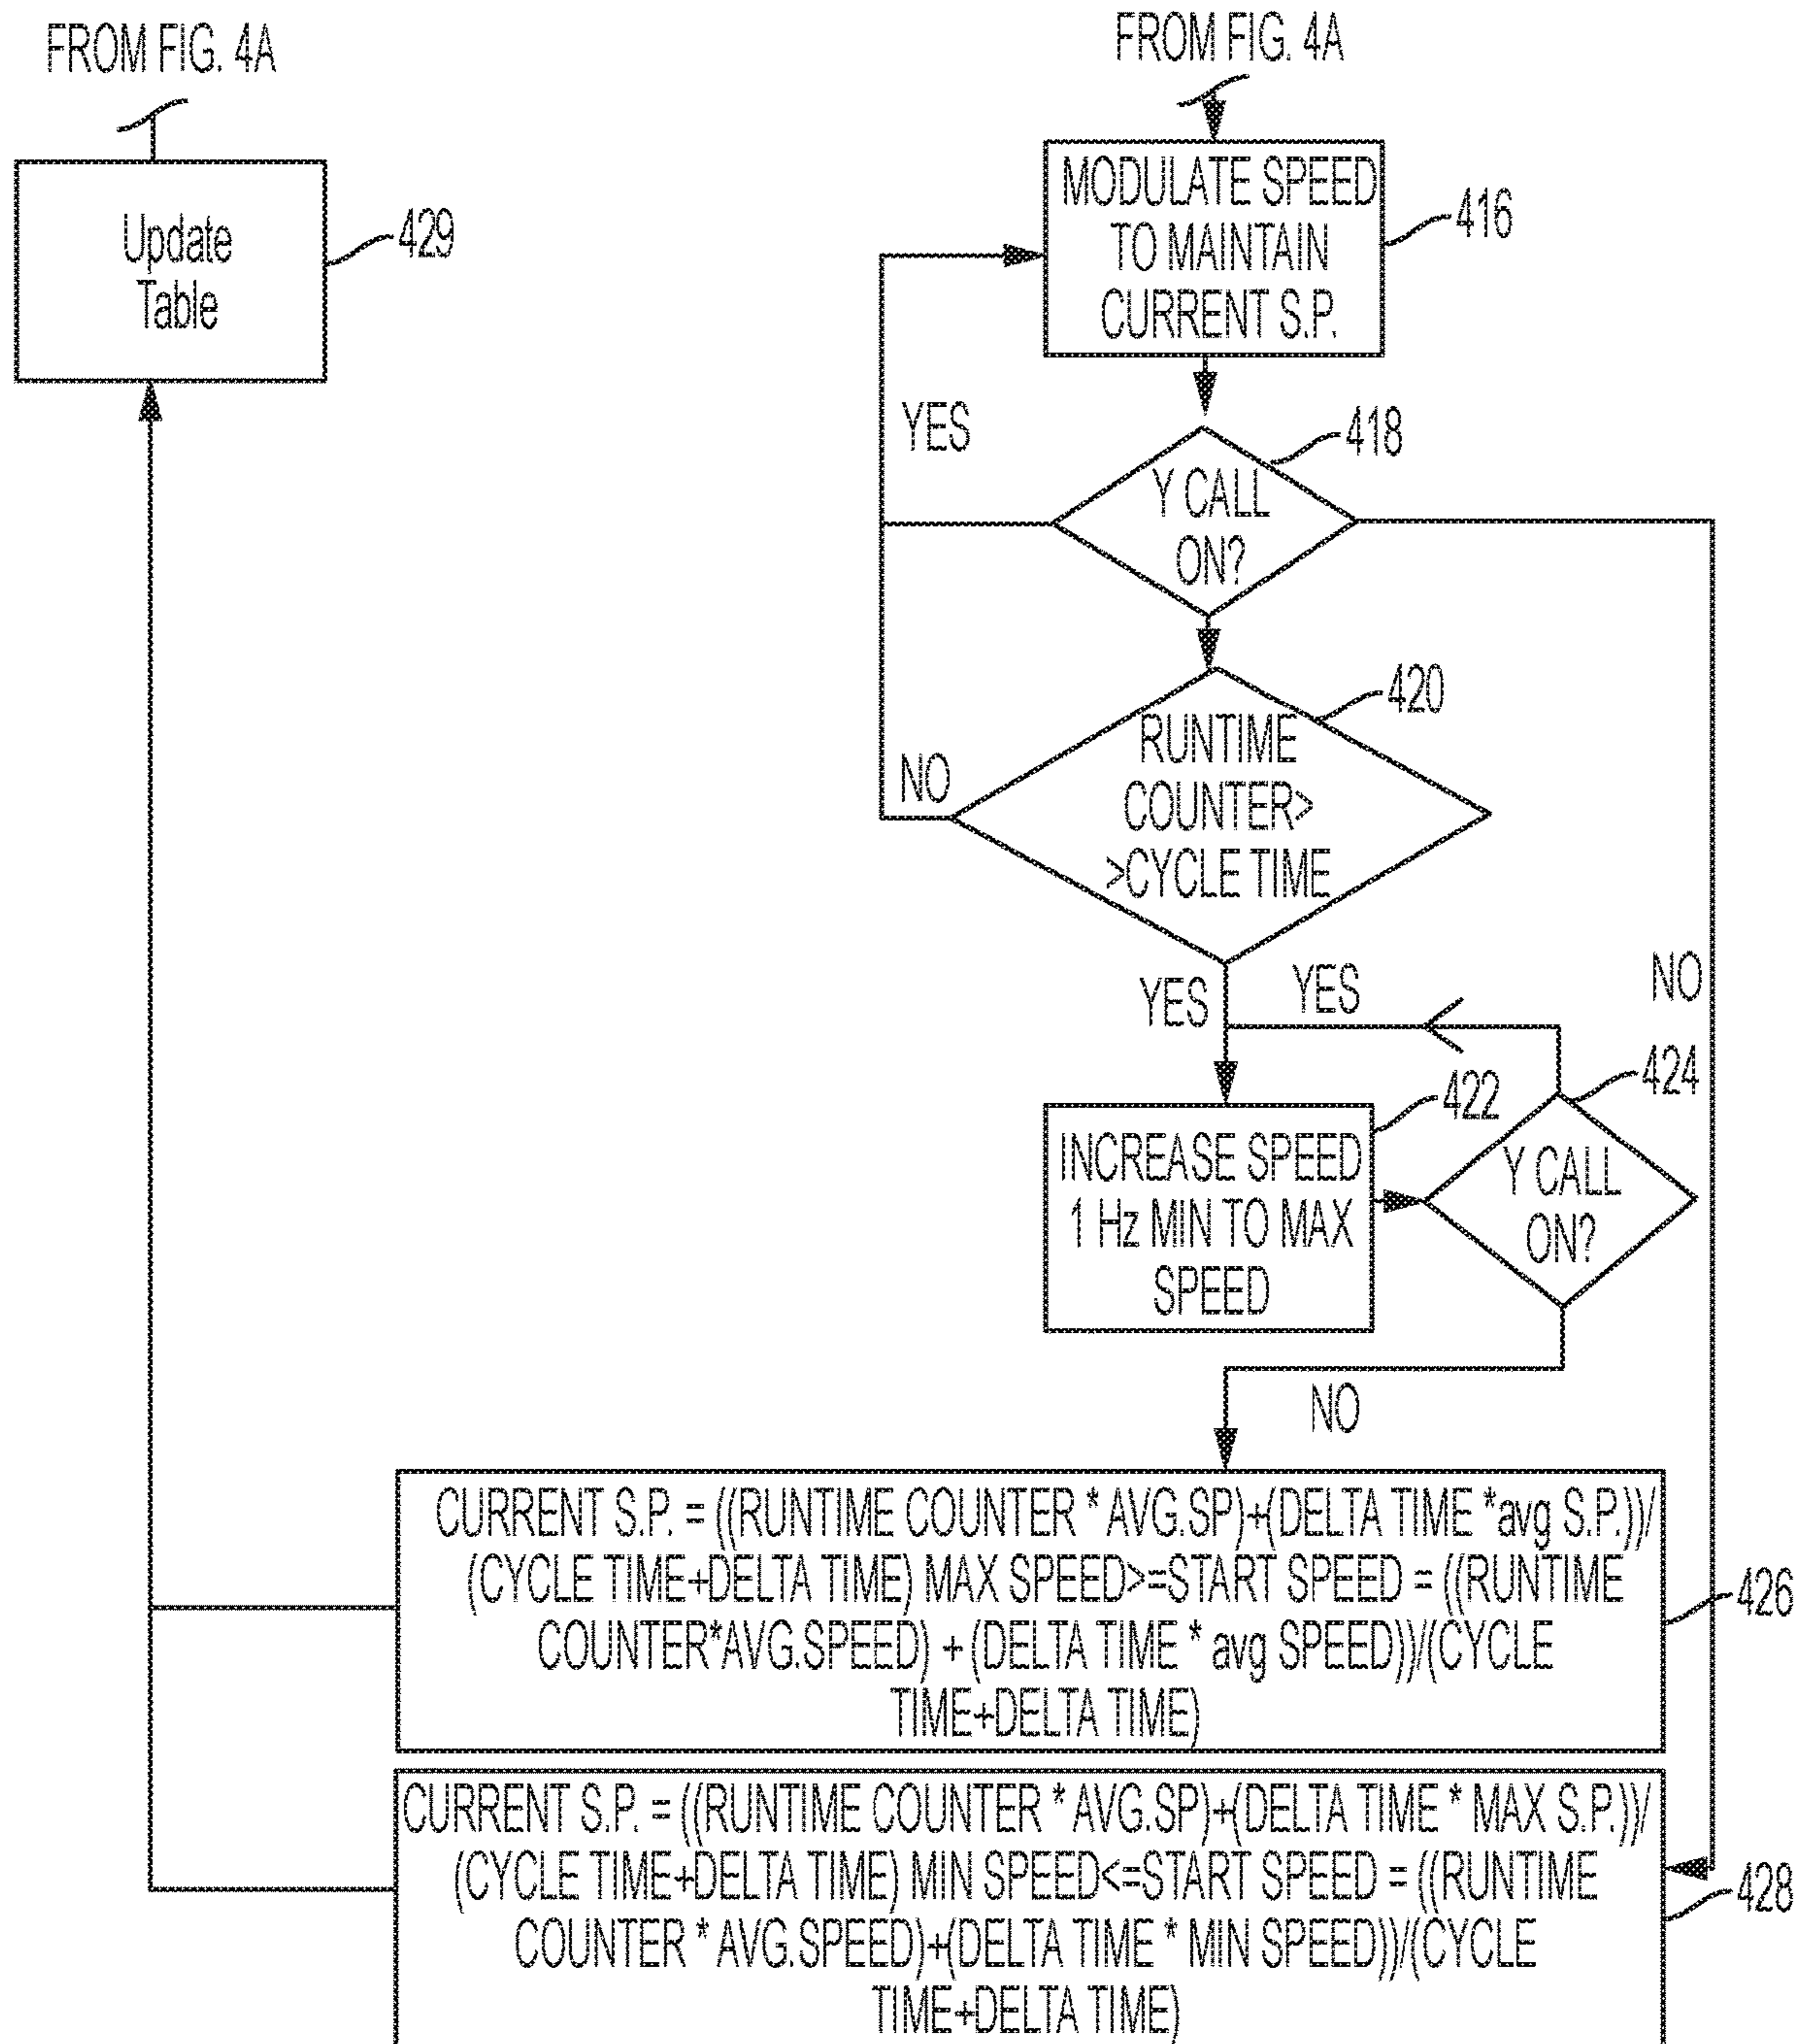 FROM FIG. 4A
FROM FIG. 4A
Update
Table
429
MODULATE SPEED
TO MAINTAIN
CURRENT S.P.
416
YES
Y CALL
ON?
418
NO
RUNTIME
COUNTER>
>CYCLE TIME
420
YES
YES
NO
INCREASE SPEED
1 Hz MIN TO MAX
SPEED
422
Y CALL
ON?
424
NO
CURRENT S.P. = ((RUNTIME COUNTER * AVG.SP)+(DELTA TIME *avg S.P.))/
(CYCLE TIME+DELTA TIME) MAX SPEED>=START SPEED = ((RUNTIME
COUNTER*AVG.SPEED) + (DELTA TIME * avg SPEED))/(CYCLE
TIME+DELTA TIME)
426
CURRENT S.P. = ((RUNTIME COUNTER * AVG.SP)+(DELTA TIME * MAX S.P.))/
(CYCLE TIME+DELTA TIME) MIN SPEED<=START SPEED = ((RUNTIME
COUNTER * AVG.SPEED)+(DELTA TIME * MIN SPEED))/(CYCLE
TIME+DELTA TIME)
428